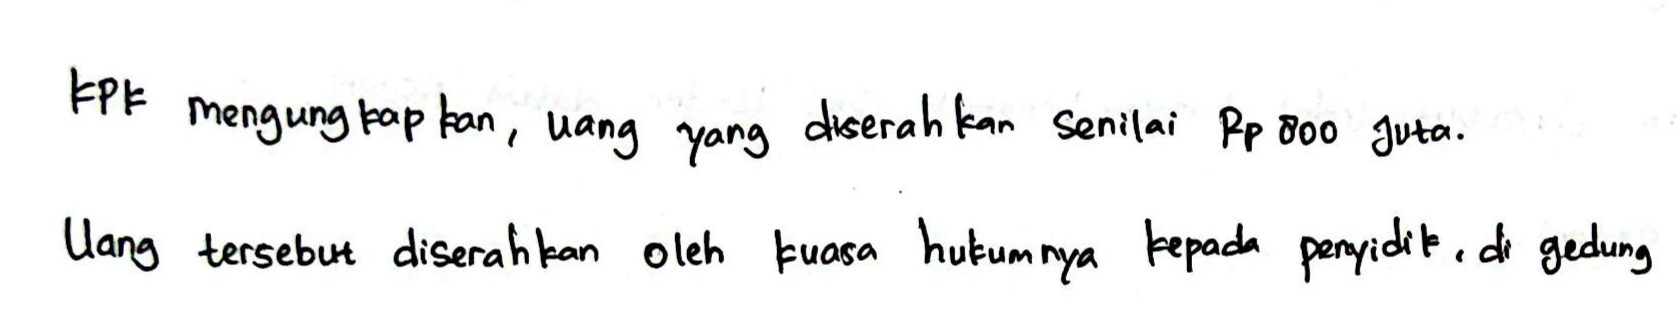 KPK mengungkapkan, uang yang diserahkan senilai Rp 800 juta.
Uang tersebut diserahkan oleh kuasa hukumnya kepada penyidik, di gedung